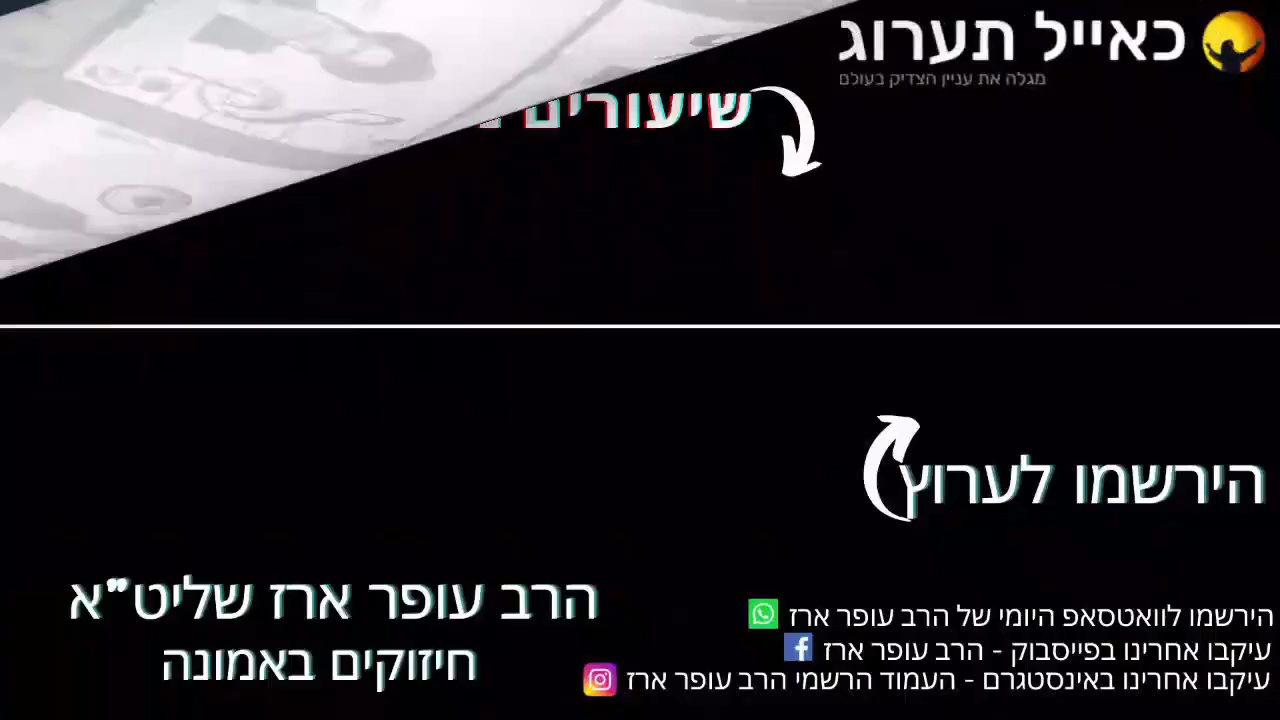 כאייל תערוג
מגלה את עניין הצדיק בעולם
שיעורים
הירשמו לערוץ
הרב עופר ארז שליט"א
חיזוקים באמונה
הירשמו לוואטסאפ היומי של הרב עופר ארז
עיקבו אחרינו בפייסבוק - הרב עופר ארז
עיקבו אחרינו באינסטגרם - העמוד הרשמי הרב עופר ארז